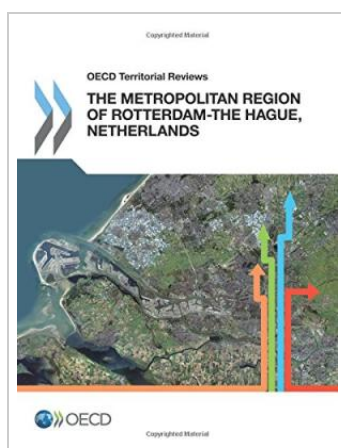 Copyrighted Material
OECD Territorial Reviews
THE METROPOLITAN REGION
OF ROTTERDAM-THE HAGUE,
NETHERLANDS
OECD
Copyrighted Material